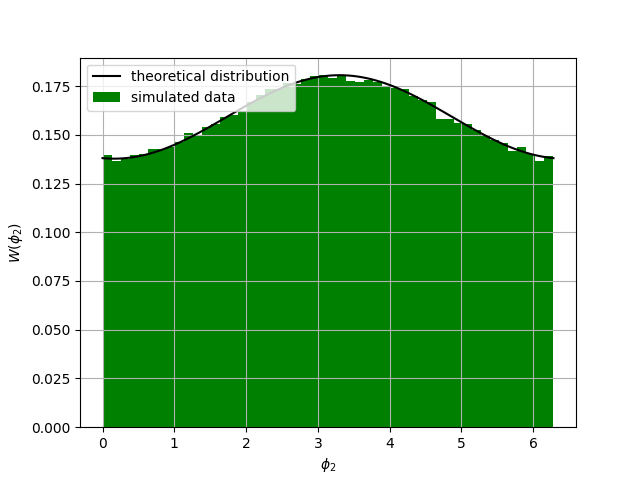 theoretical distribution
simulated data
0.175
0.150
0.125
0.100
0.075
0.050
0.025
0.000
W(ϕ₂)
0 1 2 3 4 5 6
ϕ₂